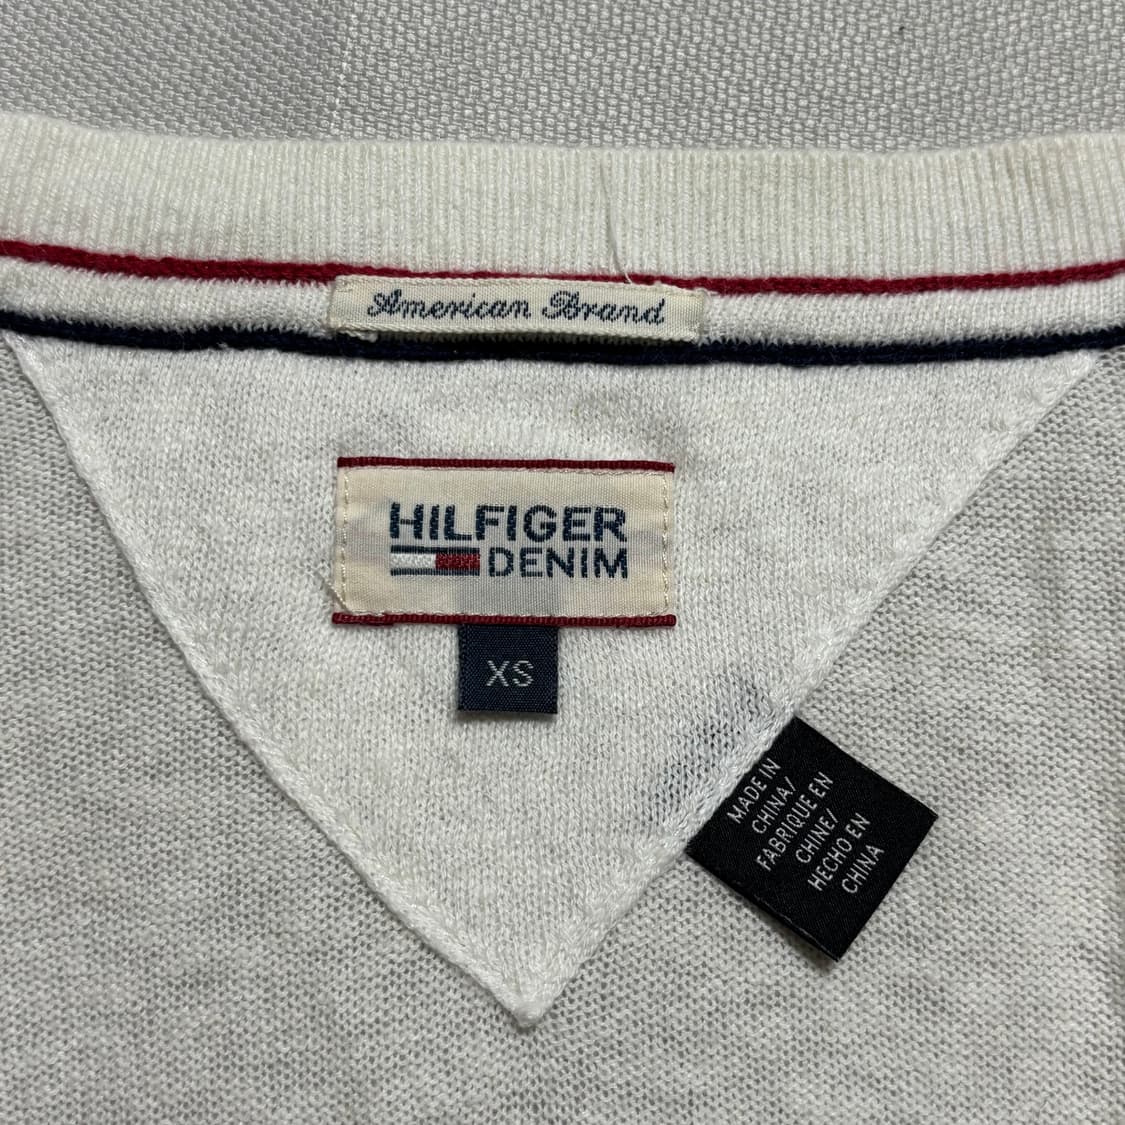 American Brand
HILFIGER
DENIM
XS
MADE IN
CHINA/
FABRIQUE EN
CHINE/
HECHO EN
CHINA